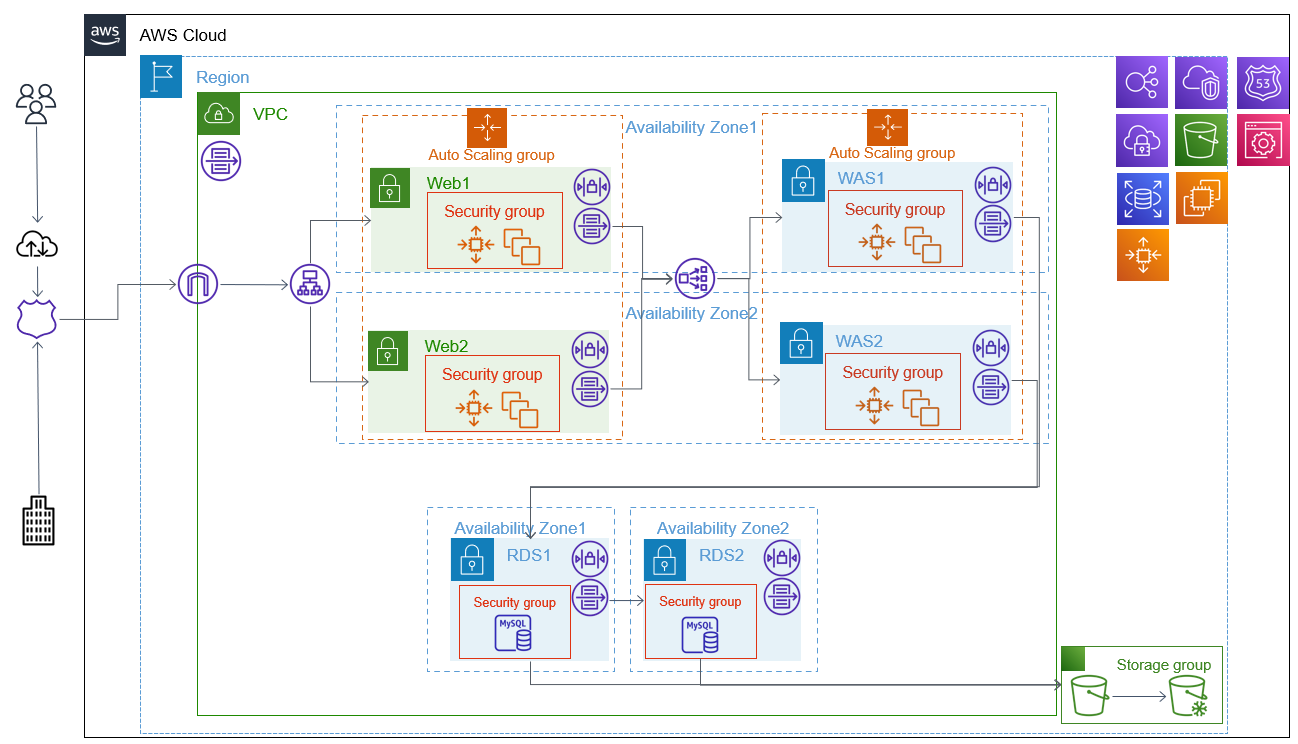 aws
AWS Cloud
Region
53
VPC
Availability Zone1
Auto Scaling group
Auto Scaling group
Web1
WAS1
Security group
Security group
Availability Zone2
Web2
WAS2
Security group
Security group
Availability Zone1
Availability Zone2
RDS1
RDS2
Security group
Security group
MySQL
MySQL
Storage group